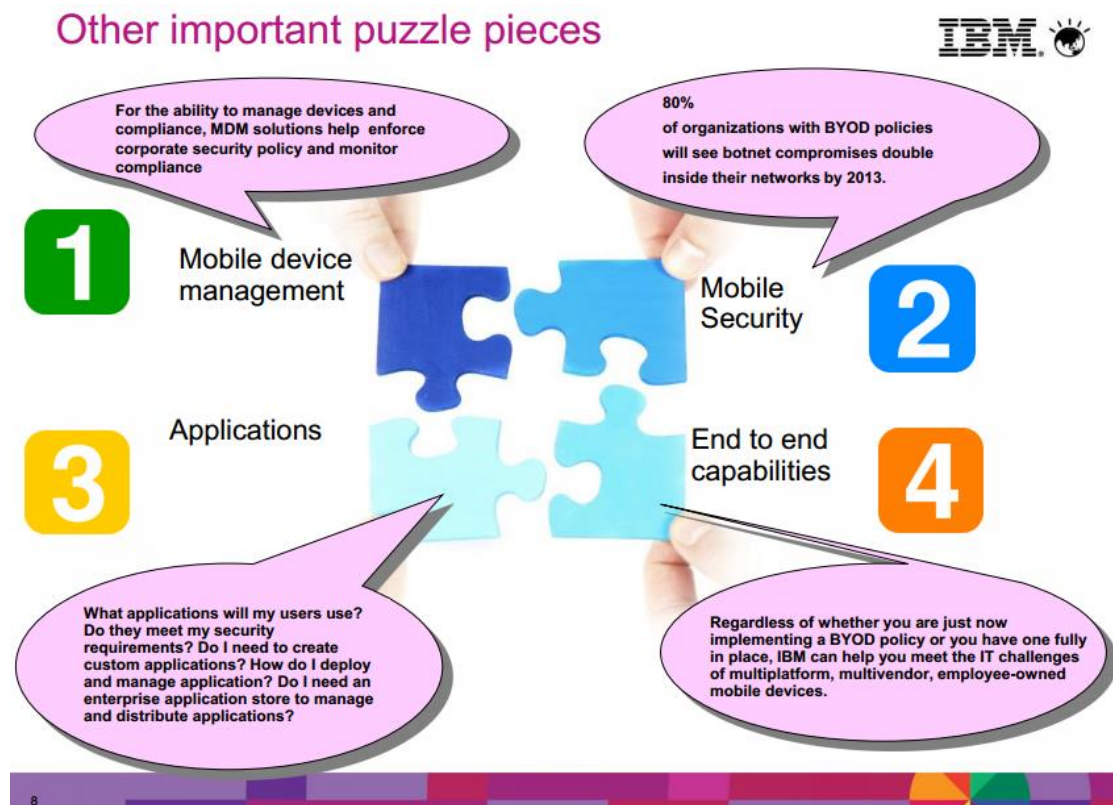 Other important puzzle pieces
IBM.
For the ability to manage devices and
compliance, MDM solutions help enforce
corporate security policy and monitor
compliance
80%
of organizations with BYOD policies
will see botnet compromises double
inside their networks by 2013.
1
Mobile device
management
Mobile
Security
2
3
Applications
End to end
capabilities
4
What applications will my users use?
Do they meet my security
requirements? Do I need to create
custom applications? How do I deploy
and manage application? Do I need an
enterprise application store to manage
and distribute applications?
Regardless of whether you are just now
implementing a BYOD policy or you have one fully
in place, IBM can help you meet the IT challenges
of multiplatform, multivendor, employee-owned
mobile devices.
8